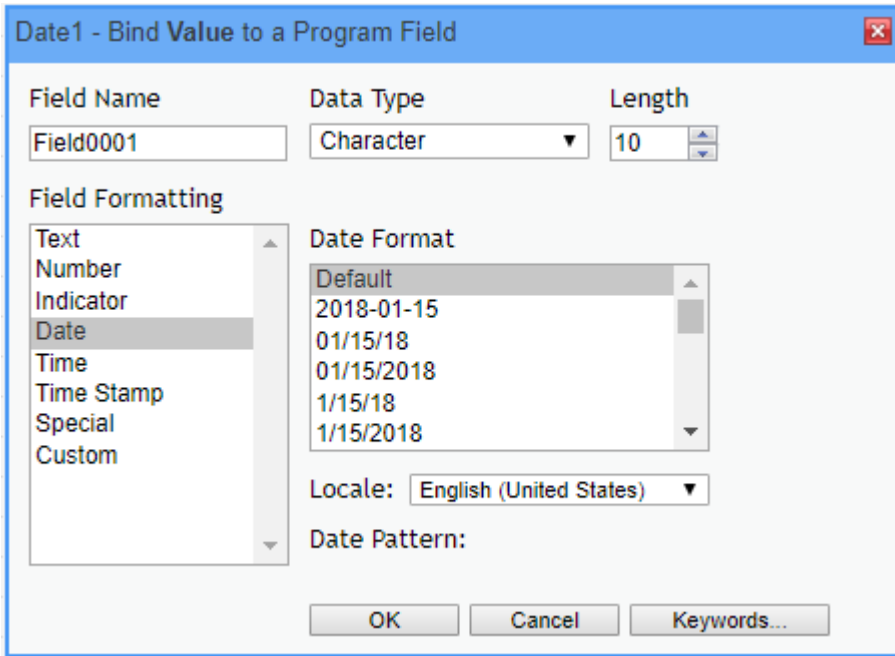 Date1 - Bind Value to a Program Field
Field Name
Data Type
Length
Field0001
Character
10
Field Formatting
Text
Number
Indicator
Date
Time
Time Stamp
Special
Custom
Date Format
Default
2018-01-15
01/15/18
01/15/2018
1/15/18
1/15/2018
Locale: English (United States)
Date Pattern:
OK Cancel Keywords...